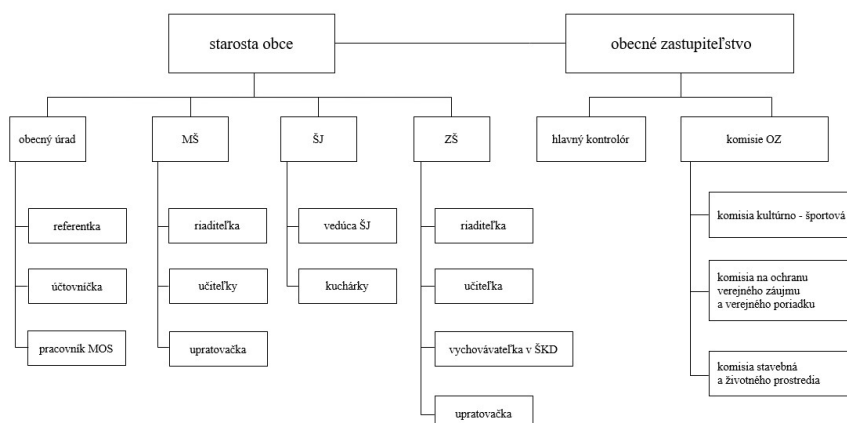 starosta obce
obecné zastupiteľstvo
obecný úrad
MŠ
ŠJ
ZŠ
hlavný kontrolór
komisie OZ
referentka
riaditeľka
vedúca ŠJ
riaditeľka
komisia kultúrno - športová
účtovníčka
učiteľky
kuchárky
učiteľka
komisia na ochranu
verejného záujmu
a verejného poriadku
pracovník MOS
upratovačka
vychovávateľka v ŠKD
komisia stavebná
a životného prostredia
upratovačka